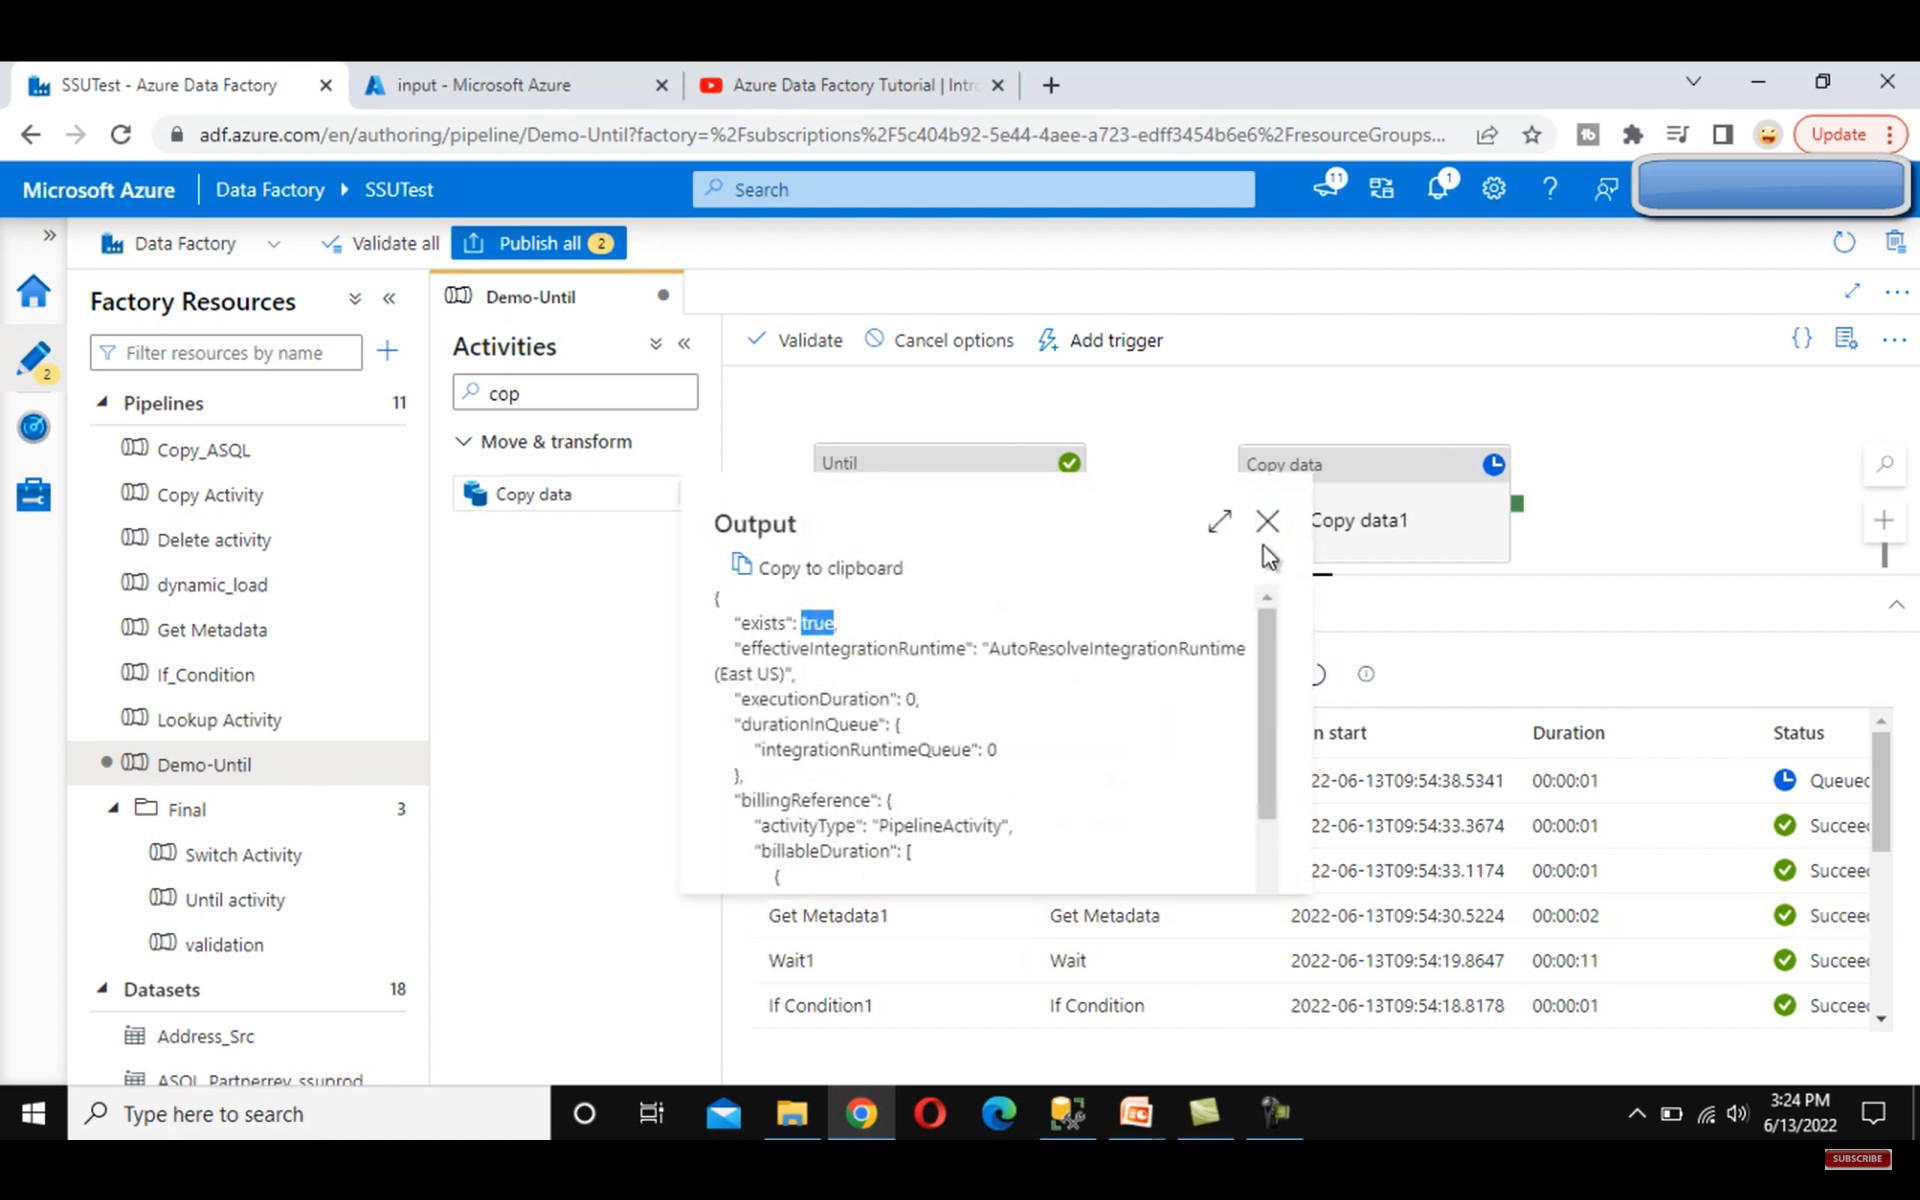 SSUTest - Azure Data Factory
input - Microsoft Azure
Azure Data Factory Tutorial | Intro
adf.azure.com/en/authoring/pipeline/Demo-Until?factory=%2Fsubscriptions%2F5c404b92-5e44-4aee-a723-edff3454b6e6%2FresourceGroups...
Update
Microsoft Azure
Data Factory
SSUTest
Search
11
1
Data Factory
Validate all
Publish all 2
Factory Resources
Demo-Until
Activities
Validate
Cancel options
Add trigger
Filter resources by name
2
cop
Pipelines 11
Move & transform
Copy_ASQL
Copy data
Copy Activity
Delete activity
dynamic_load
Get Metadata
If_Condition
Lookup Activity
Demo-Until
Final 3
Switch Activity
Until activity
validation
Datasets 18
Address_Src
ASQL_Partnerrev_ssuprod
Until
Copy data
Copy data1
Output
Copy to clipboard
{
"exists": true,
"effectiveIntegrationRuntime": "AutoResolveIntegrationRuntime
(East US)",
"executionDuration": 0,
"durationInQueue": {
"integrationRuntimeQueue": 0
},
"billingReference": {
"activityType": "PipelineActivity",
"billableDuration": [
{
n start Duration Status
22-06-13T09:54:38.5341 00:00:01 Queued
22-06-13T09:54:33.3674 00:00:01 Succee
22-06-13T09:54:33.1174 00:00:01 Succee
Get Metadata1 Get Metadata 2022-06-13T09:54:30.5224 00:00:02 Succee
Wait1 Wait 2022-06-13T09:54:19.8647 00:00:11 Succee
If Condition1 If Condition 2022-06-13T09:54:18.8178 00:00:01 Succee
Type here to search
3:24 PM
6/13/2022
SUBSCRIBE